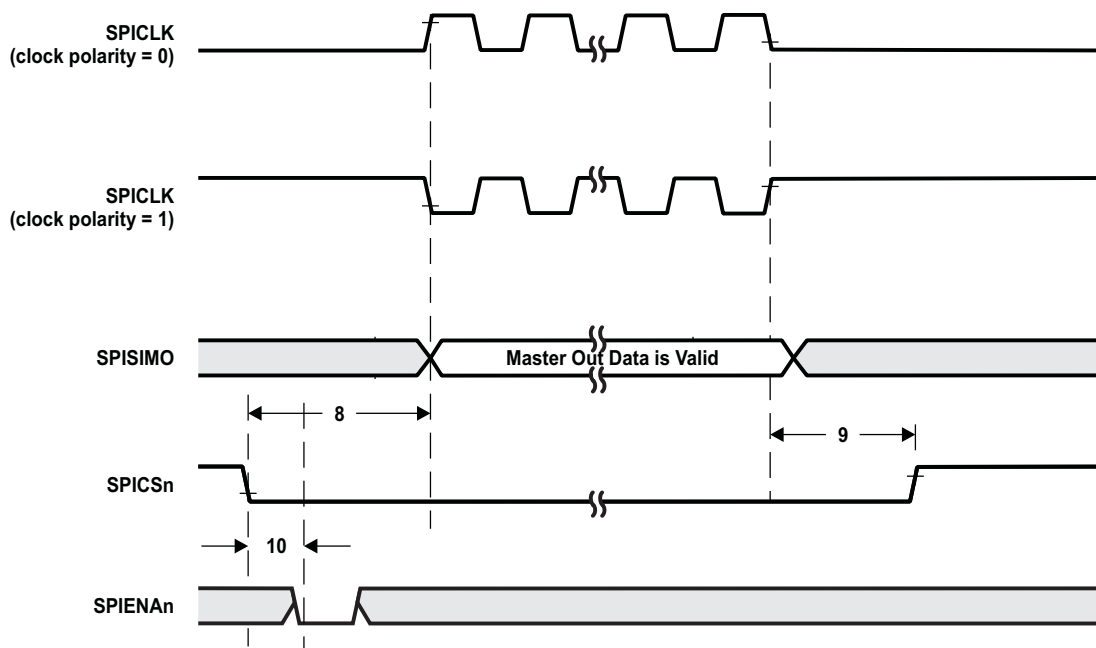 SPICLK
(clock polarity = 0)
SPICLK
(clock polarity = 1)
SPISIMO
Master Out Data is Valid
8
9
SPICSn
10
SPIENAn